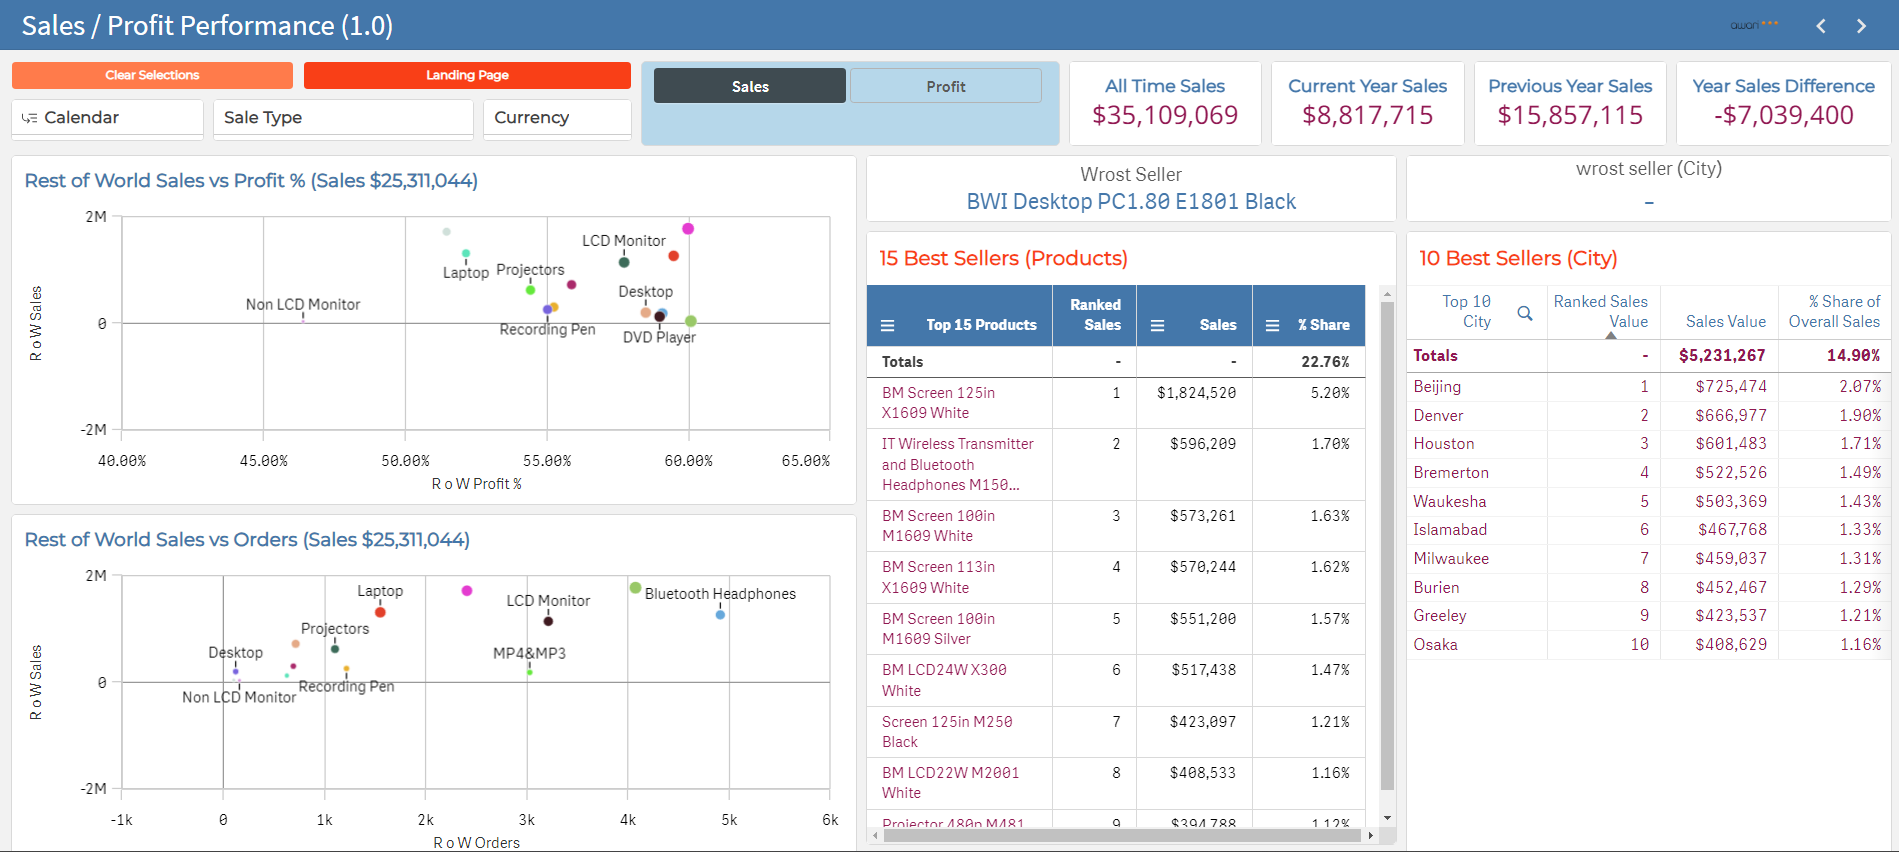 Sales / Profit Performance (1.0)
awari
Clear Selections
Landing Page
Calendar
Sale Type
Currency
Sales
Profit
All Time Sales
$35,109,069
Current Year Sales
$8,817,715
Previous Year Sales
$15,857,115
Year Sales Difference
-$7,039,400
Rest of World Sales vs Profit % (Sales $25,311,044)
R o W Sales
2M
0
-2M
LCD Monitor
Laptop
Projectors
Non LCD Monitor
Desktop
Recording Pen
DVD Player
40.00%
45.00%
50.00%
55.00%
60.00%
65.00%
R o W Profit %
Rest of World Sales vs Orders (Sales $25,311,044)
R o W Sales
2M
0
-2M
Laptop
LCD Monitor
Bluetooth Headphones
Projectors
Desktop
MP4&MP3
Non LCD Monitor
Recording Pen
-1k
0
1k
2k
3k
4k
5k
6k
R o W Orders
Wrost Seller
BWI Desktop PC1.80 E1801 Black
15 Best Sellers (Products)
Top 15 Products
Ranked
Sales
Sales
% Share
Totals - - 22.76%
BM Screen 125in
X1609 White
1 $1,824,520 5.20%
IT Wireless Transmitter
and Bluetooth
Headphones M150...
2 $596,209 1.70%
BM Screen 100in
M1609 White
3 $573,261 1.63%
BM Screen 113in
X1609 White
4 $570,244 1.62%
BM Screen 100in
M1609 Silver
5 $551,200 1.57%
BM LCD24W X300
White
6 $517,438 1.47%
Screen 125in M250
Black
7 $423,097 1.21%
BM LCD22W M2001
White
8 $408,533 1.16%
Projector 480p M481
9 $394,788 1.12%
wrost seller (City)
–
10 Best Sellers (City)
Top 10
City
Ranked Sales
Value
Sales Value
% Share of
Overall Sales
Totals - $5,231,267 14.90%
Beijing 1 $725,474 2.07%
Denver 2 $666,977 1.90%
Houston 3 $601,483 1.71%
Bremerton 4 $522,526 1.49%
Waukesha 5 $503,369 1.43%
Islamabad 6 $467,768 1.33%
Milwaukee 7 $459,037 1.31%
Burien 8 $452,467 1.29%
Greeley 9 $423,537 1.21%
Osaka 10 $408,629 1.16%